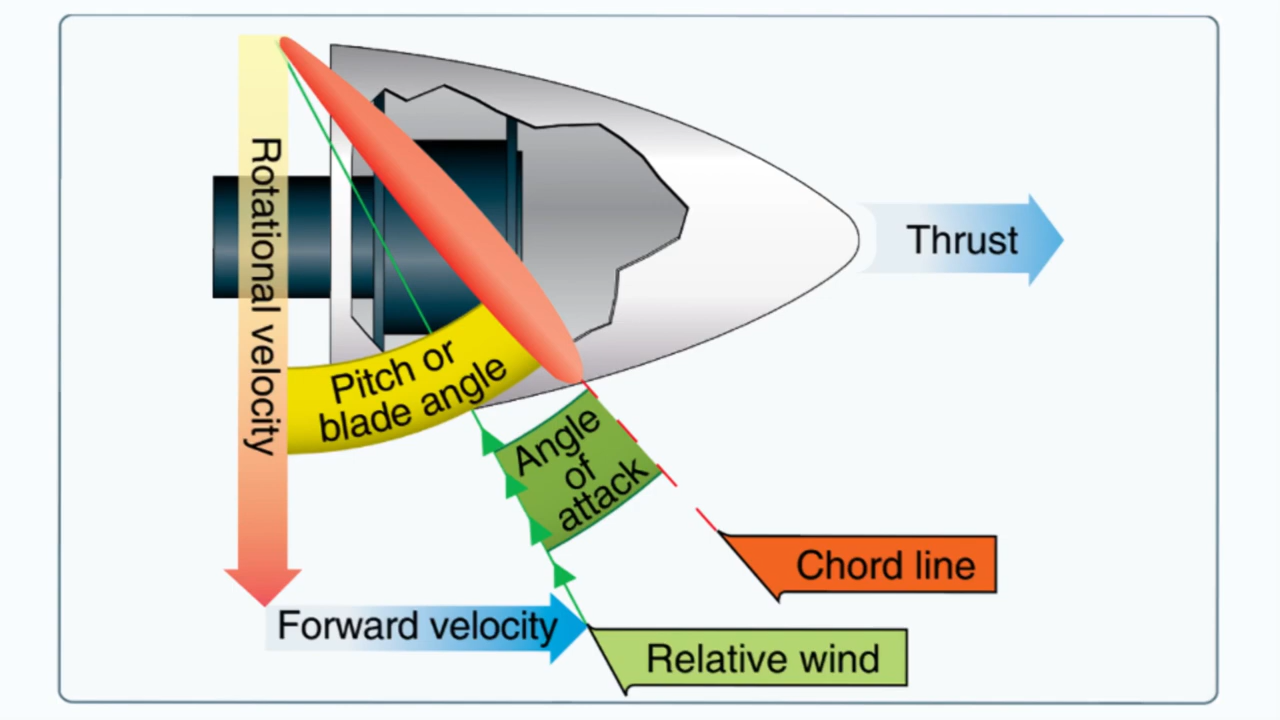 Rotational velocity
Thrust
Pitch or
blade angle
Angle
of
attack
Chord line
Forward velocity
Relative wind